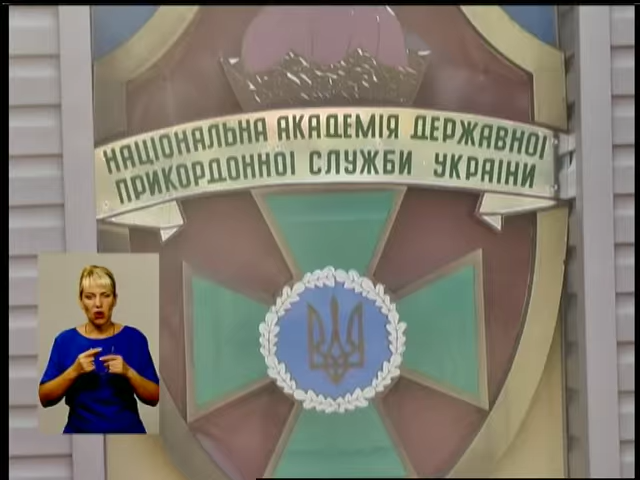 НАЦІОНАЛЬНА АКАДЕМІЯ ДЕРЖАВНОЇ
ПРИКОРДОННОЇ СЛУЖБИ УКРАЇНИ